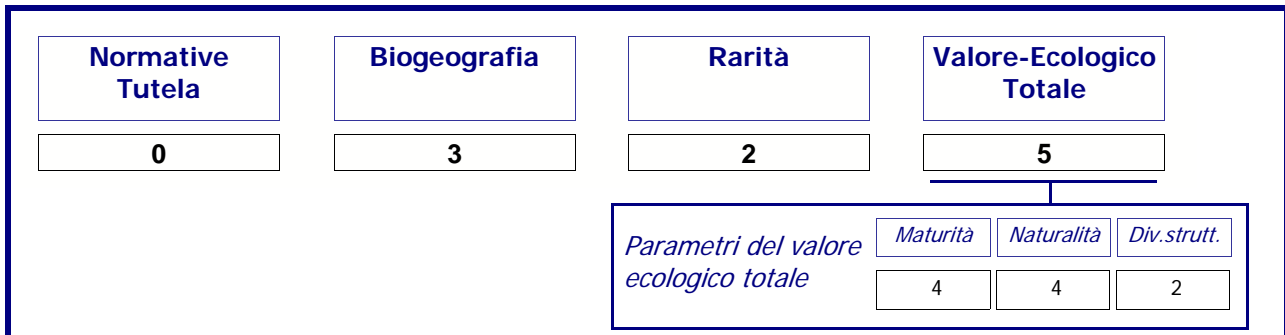 Normative
Tutela
Biogeografia
Rarità
Valore-Ecologico
Totale
0
3
2
5
Parametri del valore
ecologico totale
Maturità
Naturalità
Div.strutt.
4
4
2